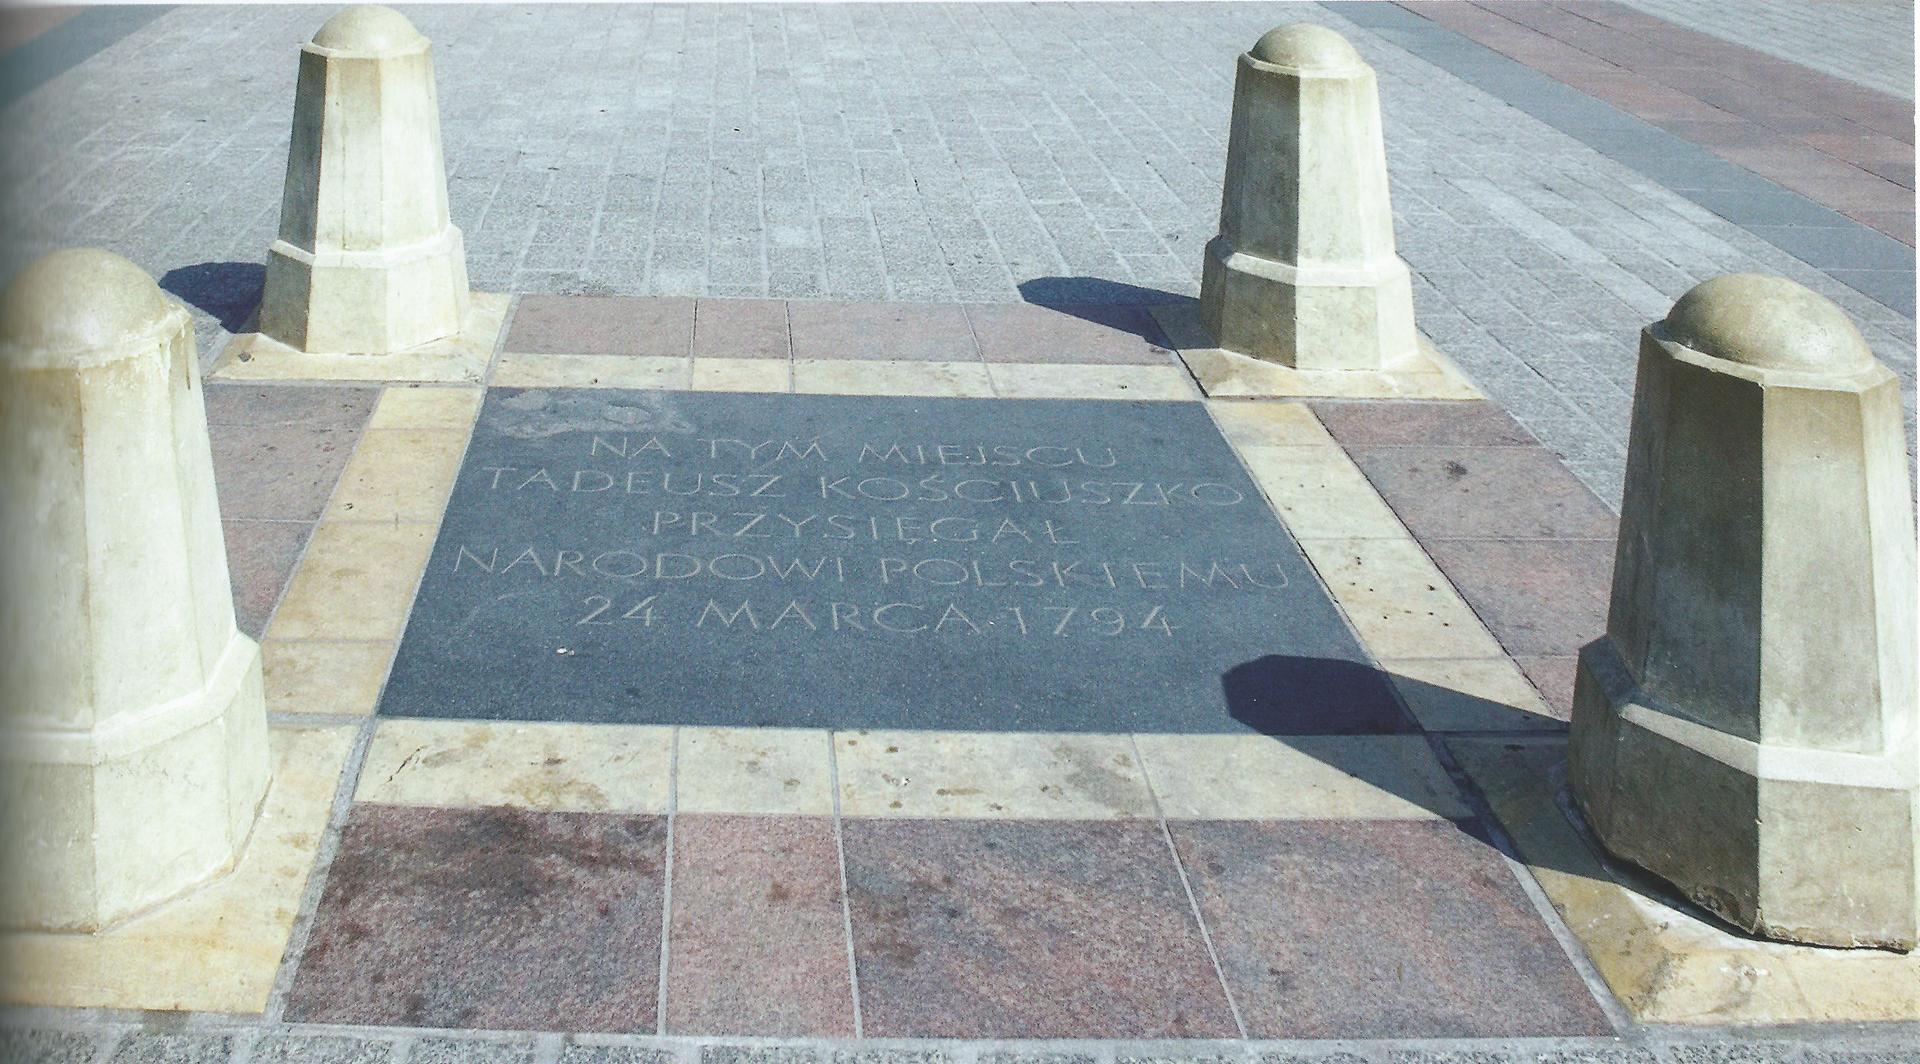 NA TYM MIEJSCU
TADEUSZ KOŚCIUSZKO
PRZYSIĘGAŁ
NARODOWI POLSKIEMU
24 MARCA 1794